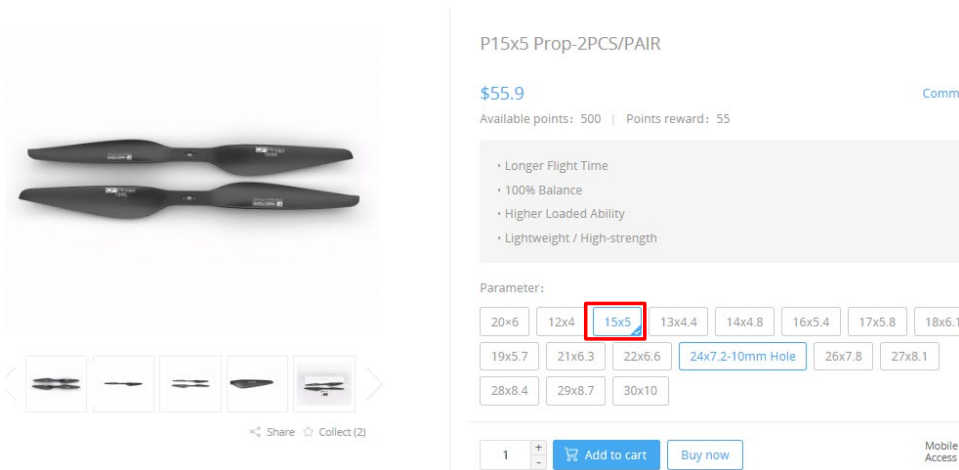 P15x5 Prop-2PCS/PAIR
$55.9
Comm
Available points: 500 | Points reward: 55
• Longer Flight Time
• 100% Balance
• Higher Loaded Ability
• Lightweight / High-strength
Parameter:
20×6 12x4 15x5 13x4.4 14x4.8 16x5.4 17x5.8 18x6.1
19x5.7 21x6.3 22x6.6 24x7.2-10mm Hole 26x7.8 27x8.1
28x8.4 29x8.7 30x10
Share Collect (2)
1 + - Add to cart Buy now
Mobile
Access